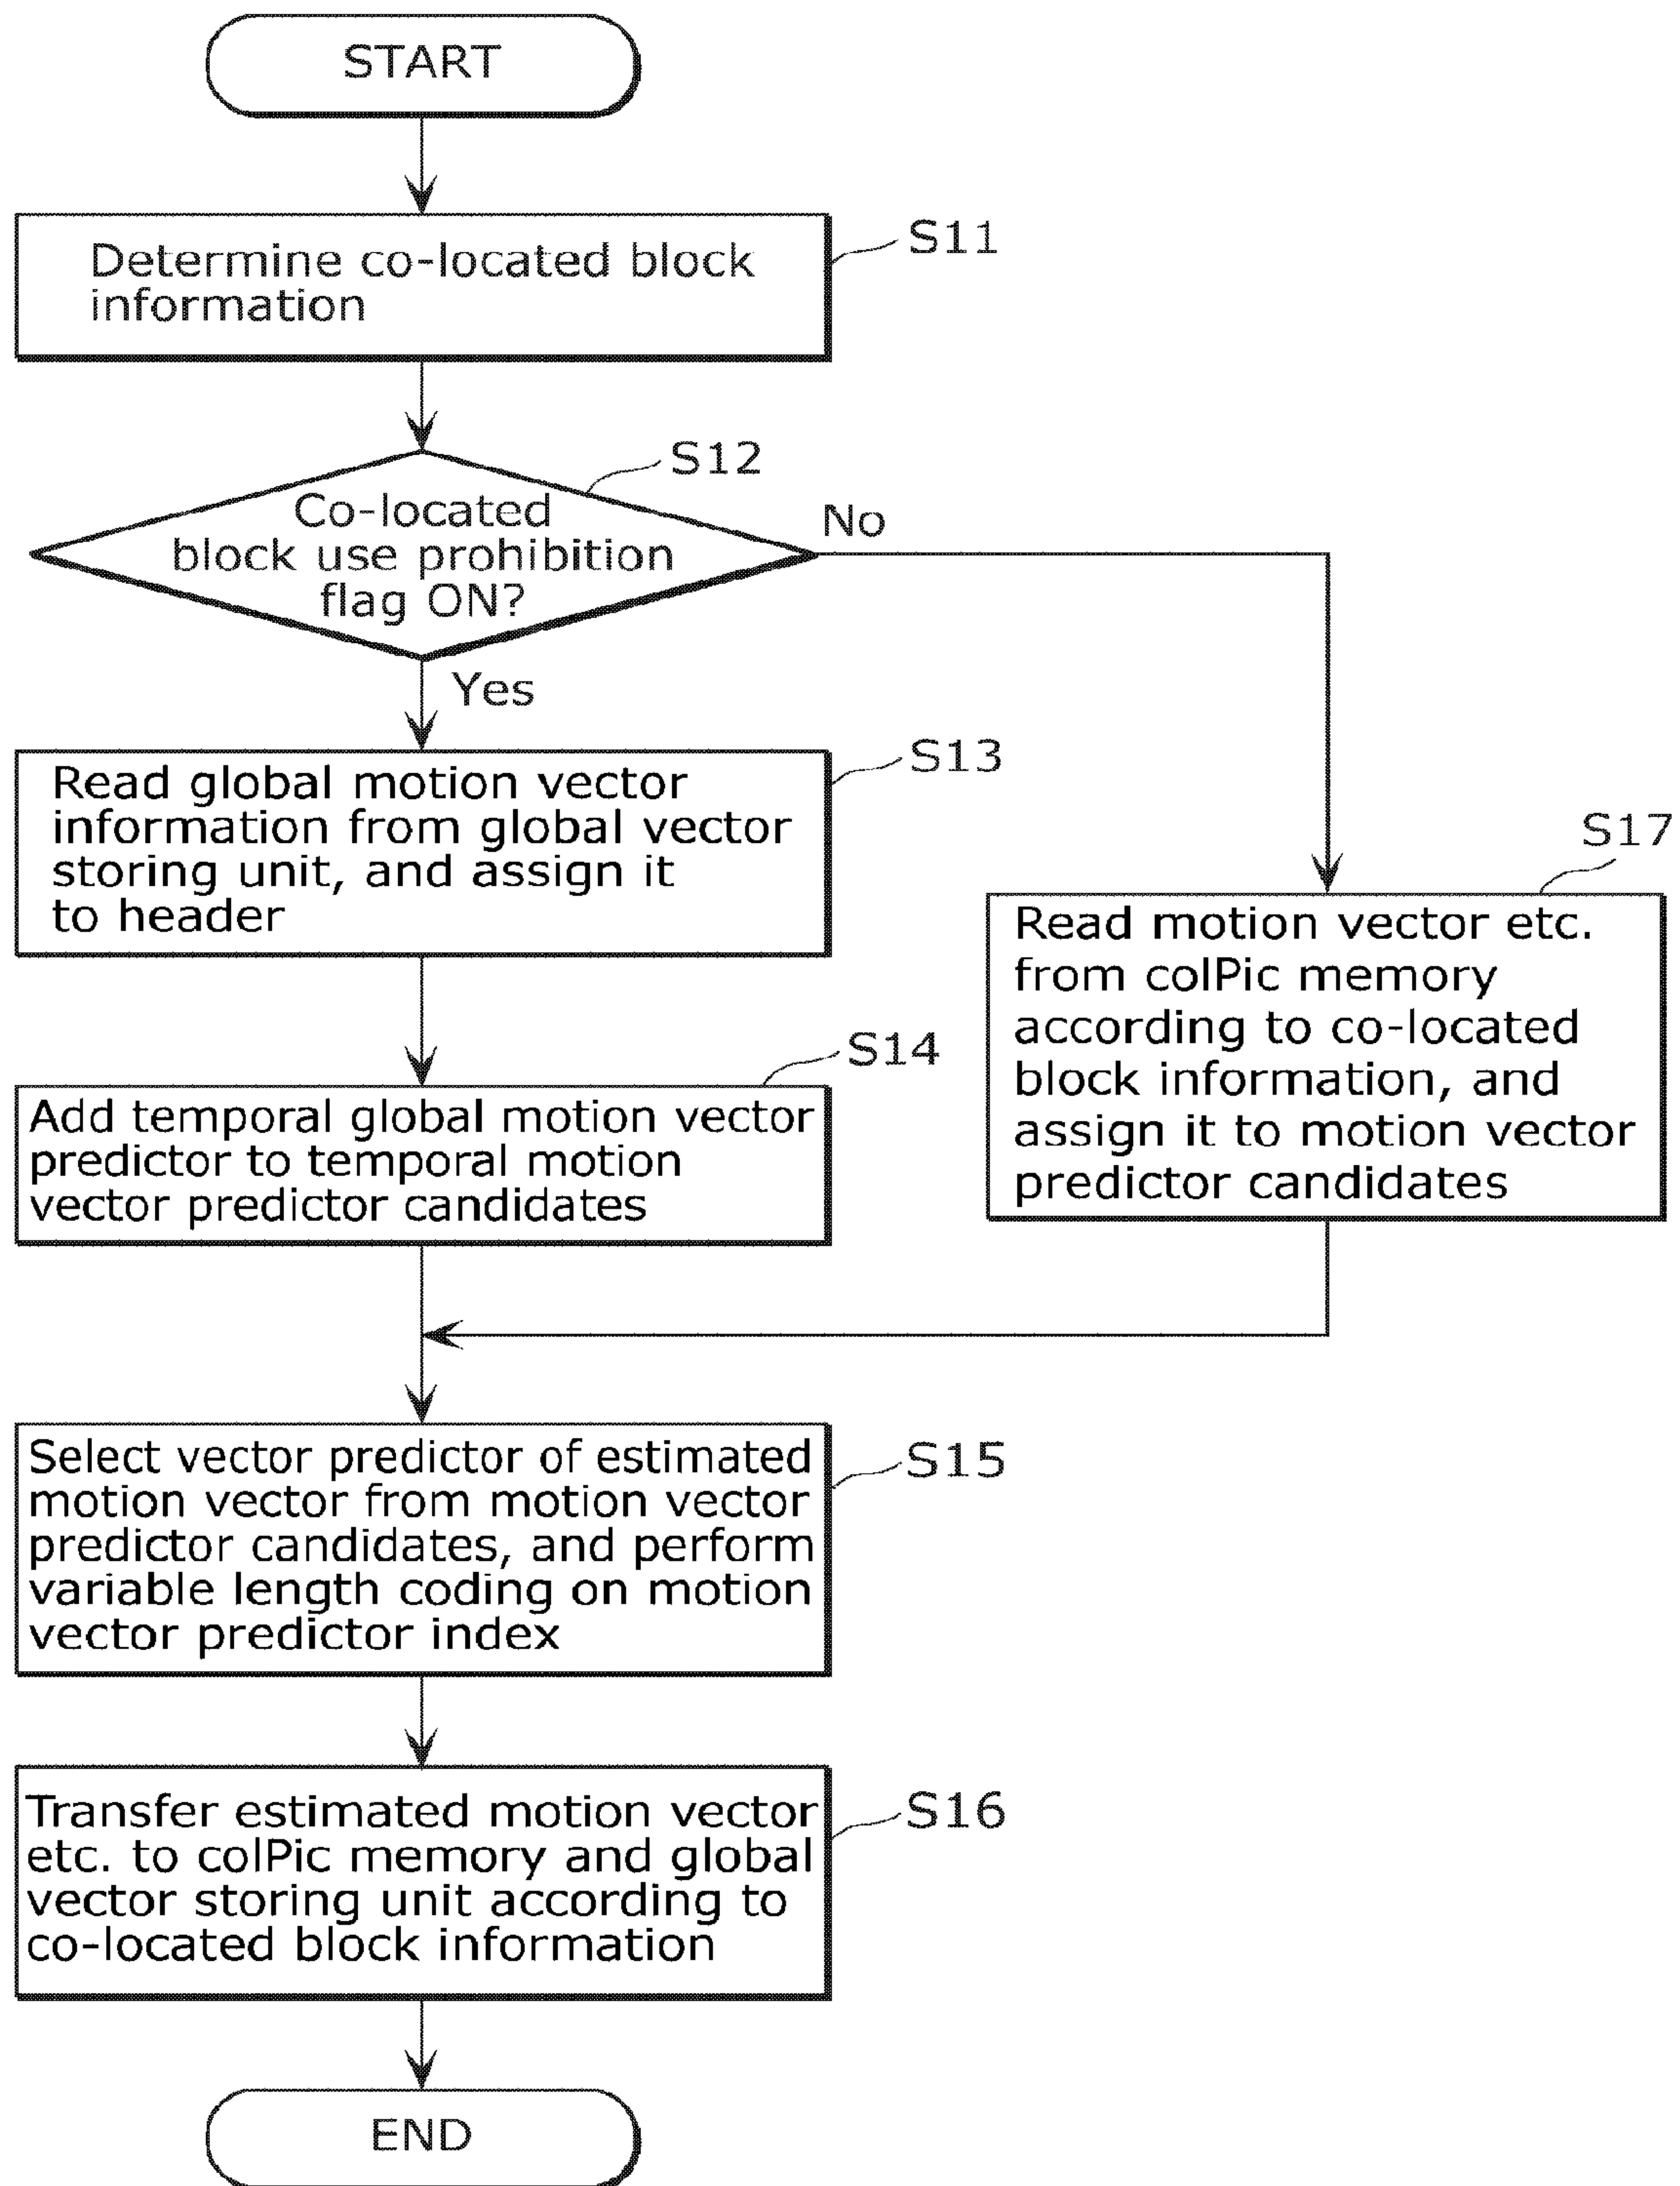 START
S11
Determine co-located block
information
S12
Co-located
block use prohibition
flag ON?
No
Yes
S13
Read global motion vector
information from global vector
storing unit, and assign it
to header
S17
Read motion vector etc.
from colPic memory
according to co-located
block information, and
assign it to motion vector
predictor candidates
S14
Add temporal global motion vector
predictor to temporal motion
vector predictor candidates
S15
Select vector predictor of estimated
motion vector from motion vector
predictor candidates, and perform
variable length coding on motion
vector predictor index
S16
Transfer estimated motion vector
etc. to colPic memory and global
vector storing unit according to
co-located block information
END